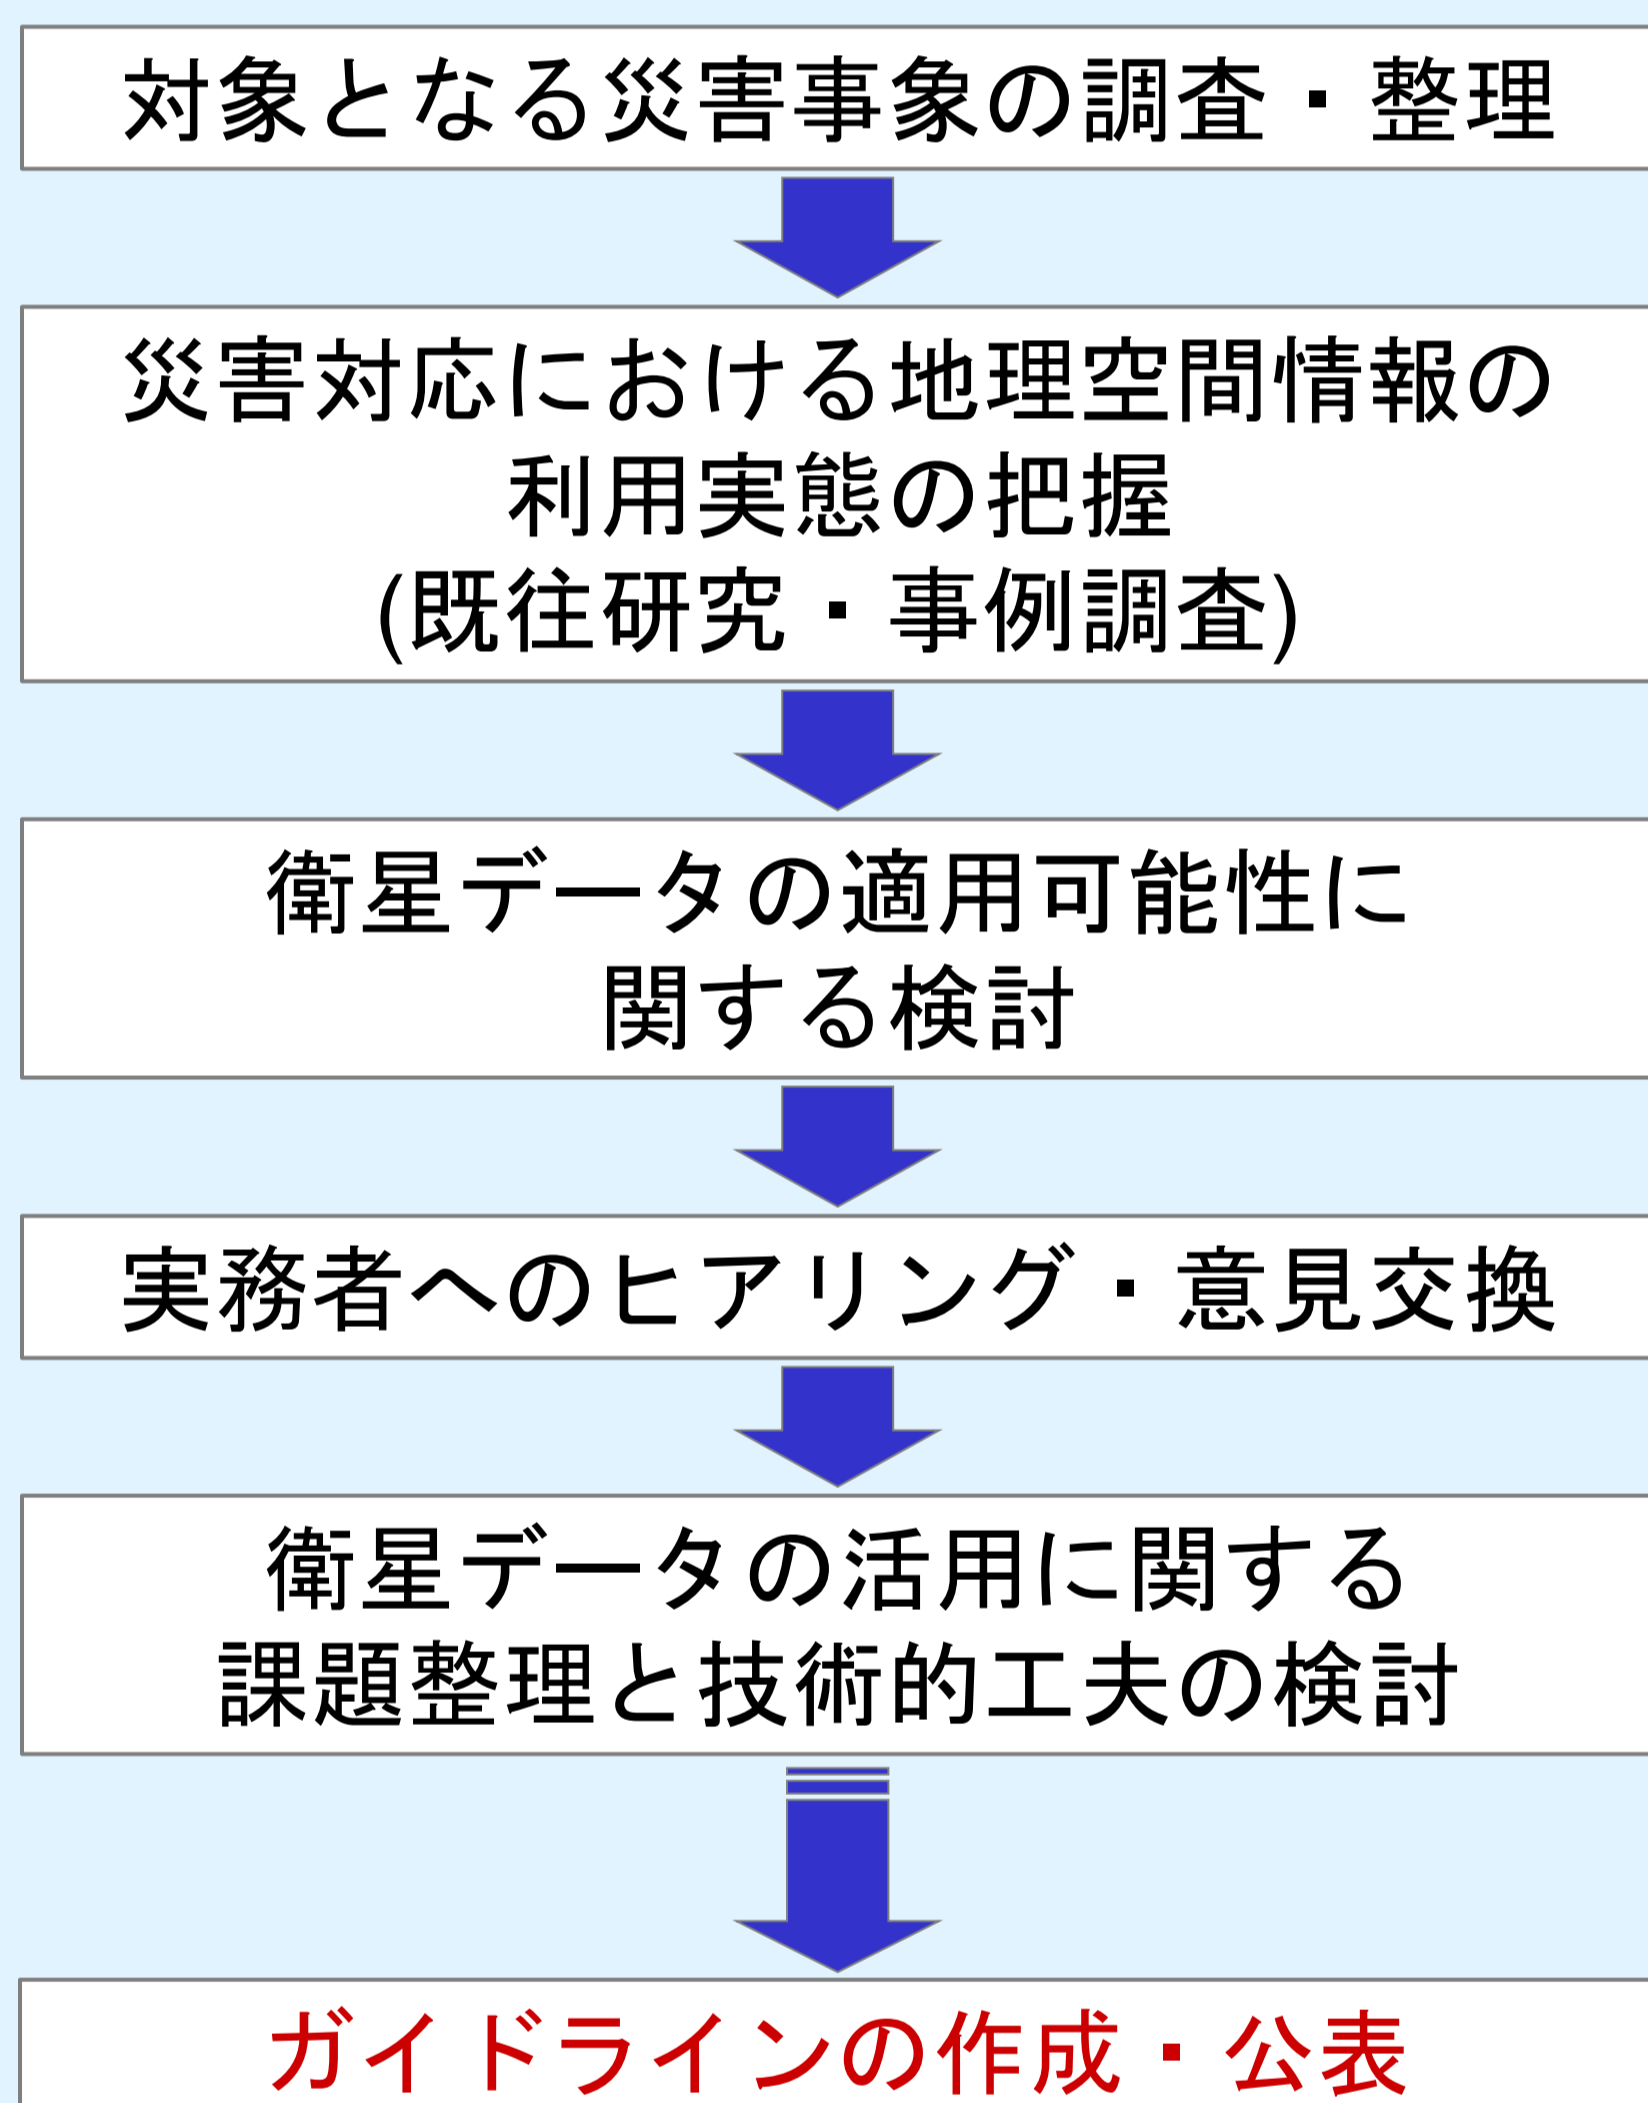 対象となる災害事象の調査・整理
災害対応における地理空間情報の
利用実態の把握
(既往研究・事例調査)
衛星データの適用可能性に
関する検討
実務者へのヒアリング・意見交換
衛星データの活用に関する
課題整理と技術的工夫の検討
ガイドラインの作成・公表